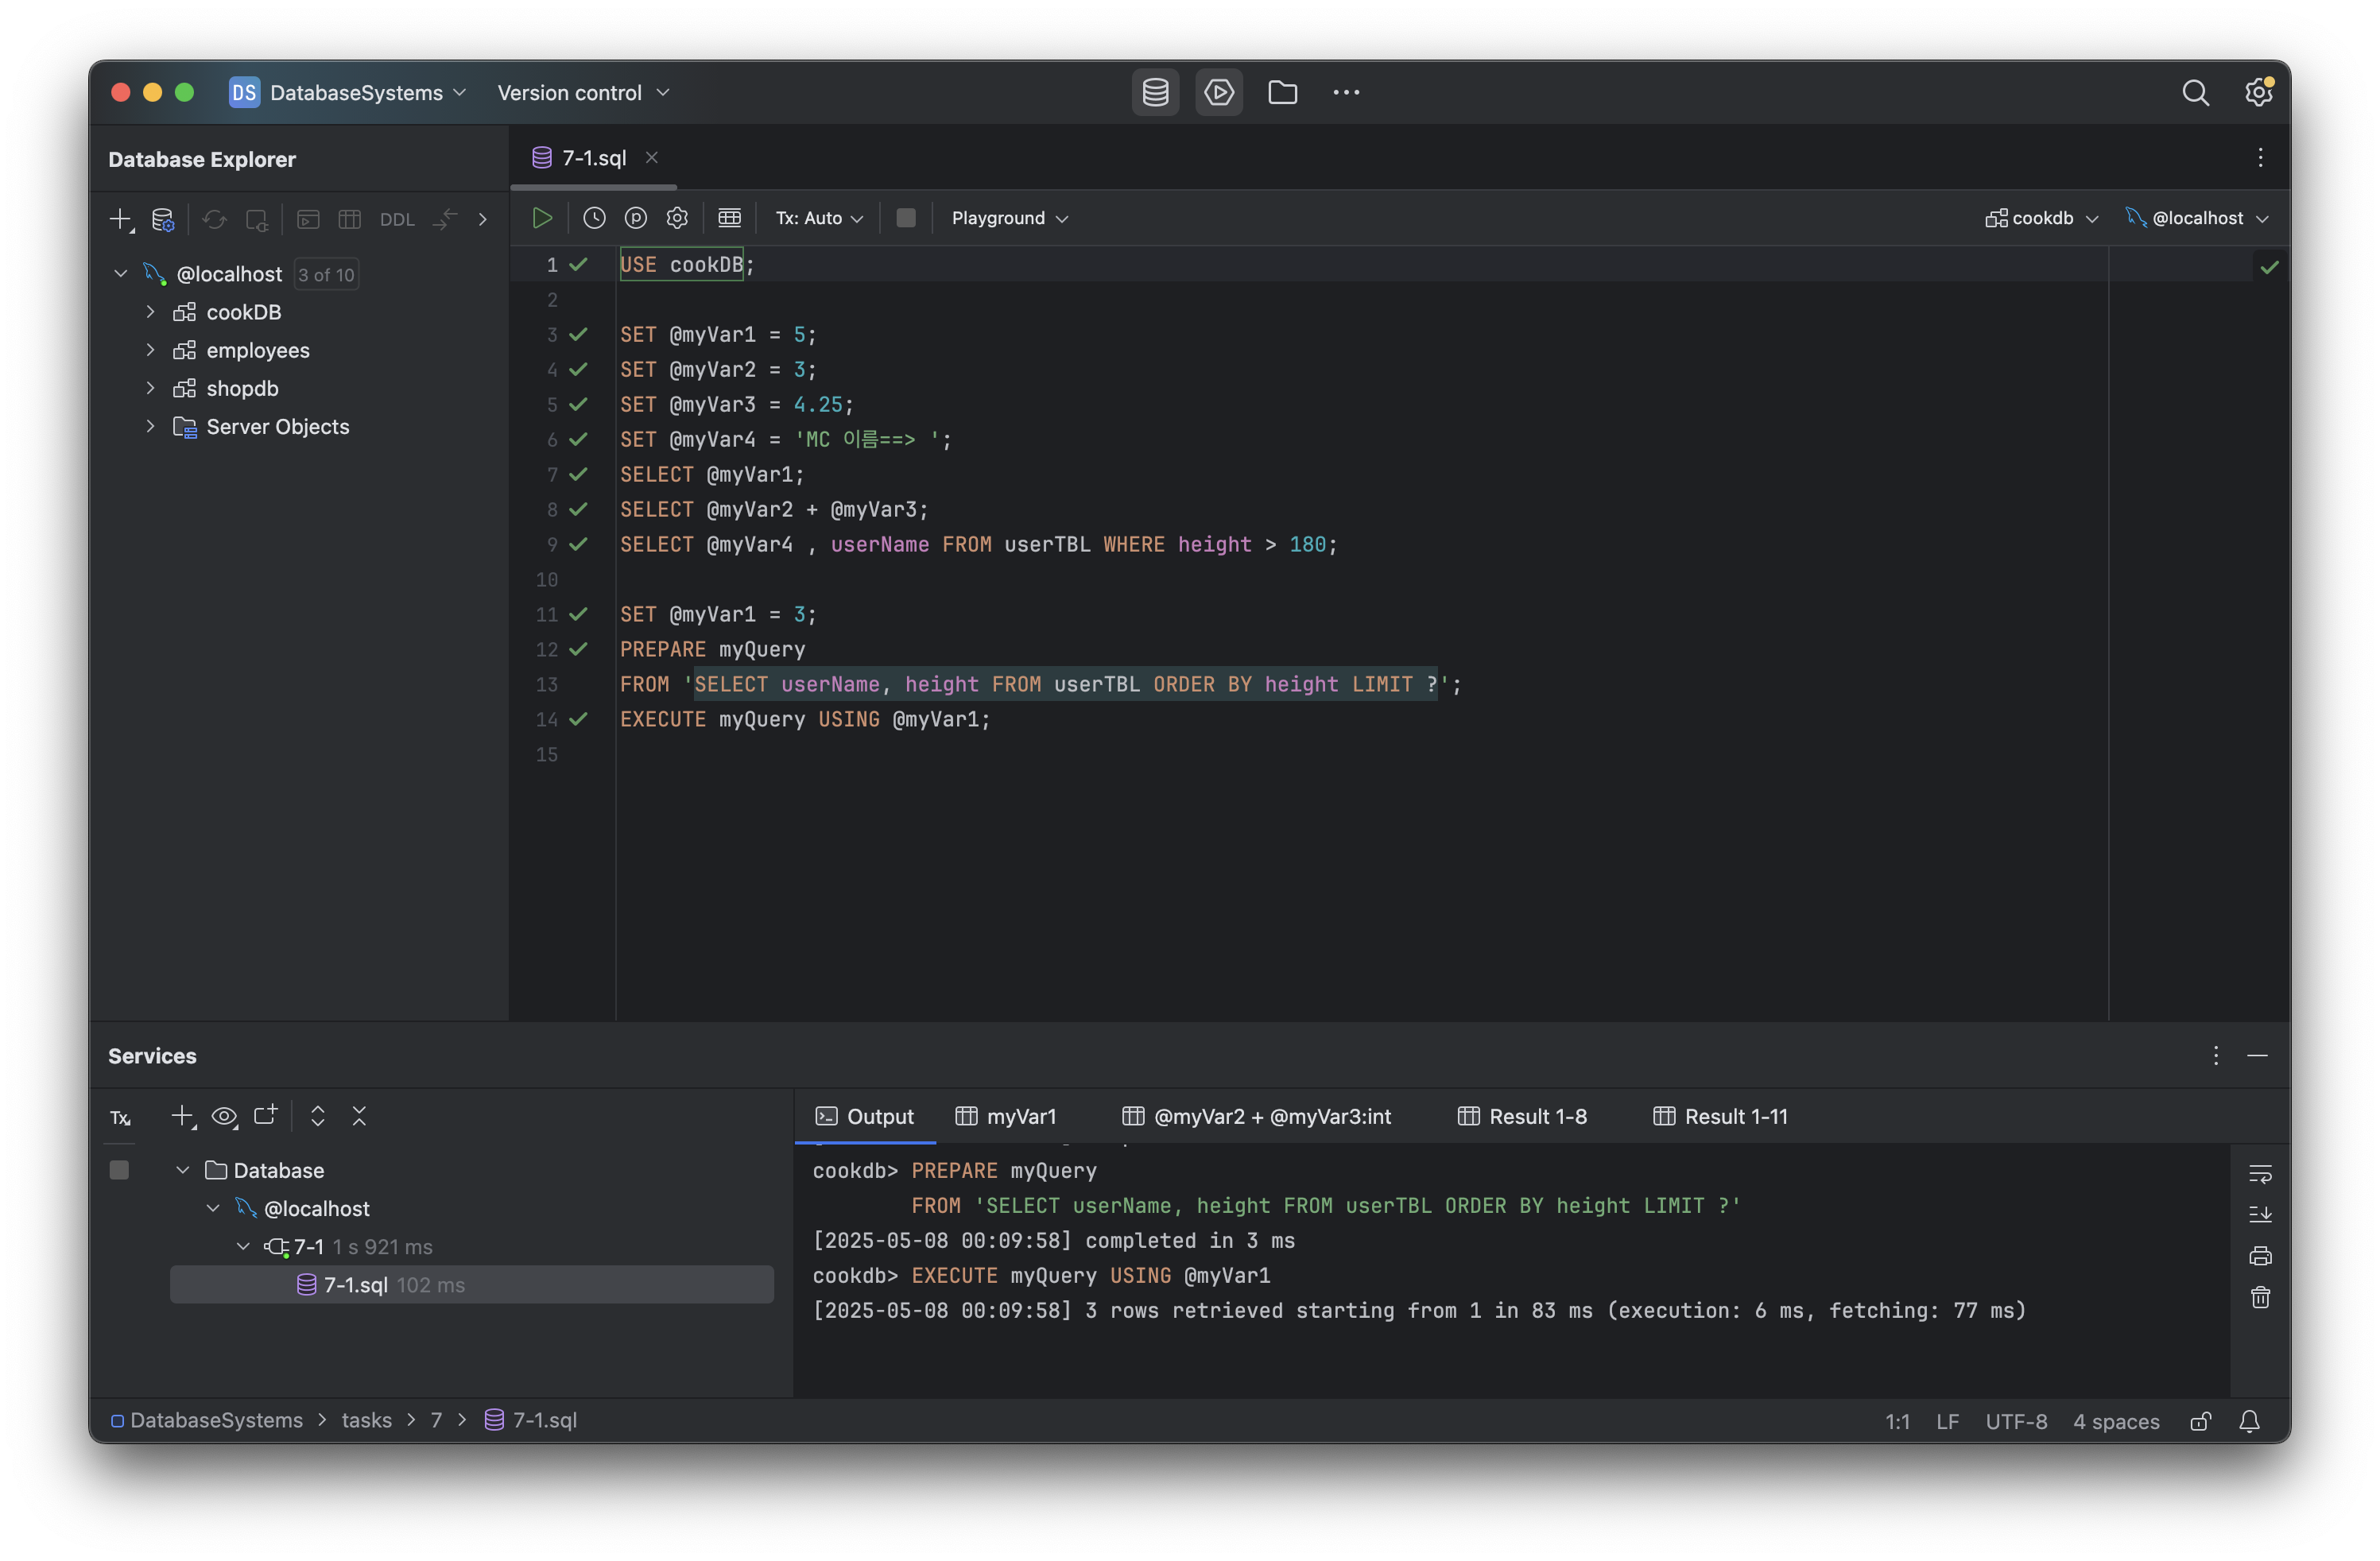 DS DatabaseSystems Version control
Database Explorer
7-1.sql
DDL
Tx: Auto Playground cookdb @localhost
@localhost 3 of 10
cookDB
employees
shopdb
Server Objects
1 USE cookDB;
2
3 SET @myVar1 = 5;
4 SET @myVar2 = 3;
5 SET @myVar3 = 4.25;
6 SET @myVar4 = 'MC 이름==> ';
7 SELECT @myVar1;
8 SELECT @myVar2 + @myVar3;
9 SELECT @myVar4 , userName FROM userTBL WHERE height > 180;
10
11 SET @myVar1 = 3;
12 PREPARE myQuery
13 FROM 'SELECT userName, height FROM userTBL ORDER BY height LIMIT ?';
14 EXECUTE myQuery USING @myVar1;
15
Services
Tx
Database
@localhost
7-1 1 s 921 ms
7-1.sql 102 ms
Output myVar1 @myVar2 + @myVar3:int Result 1-8 Result 1-11
cookdb> PREPARE myQuery
FROM 'SELECT userName, height FROM userTBL ORDER BY height LIMIT ?'
[2025-05-08 00:09:58] completed in 3 ms
cookdb> EXECUTE myQuery USING @myVar1
[2025-05-08 00:09:58] 3 rows retrieved starting from 1 in 83 ms (execution: 6 ms, fetching: 77 ms)
DatabaseSystems > tasks > 7 > 7-1.sql
1:1 LF UTF-8 4 spaces